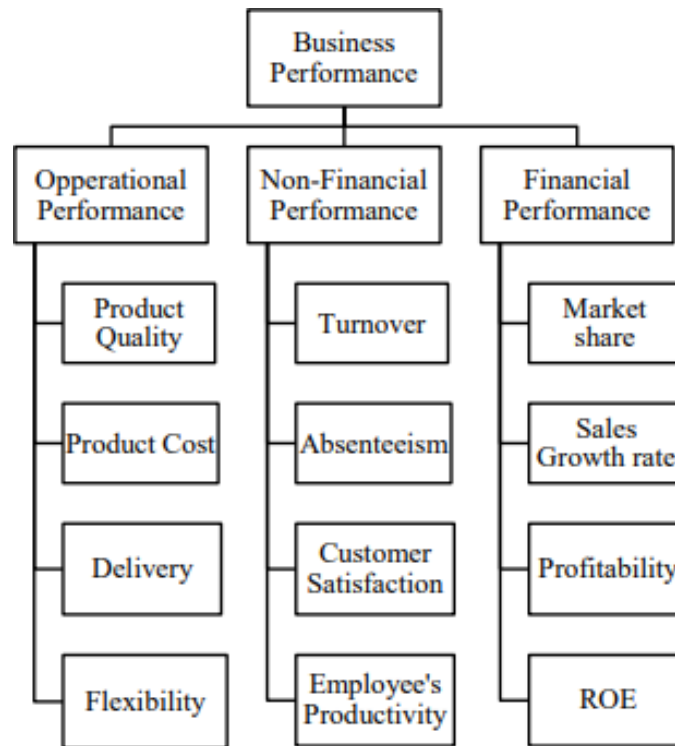 Business
Performance
Opperational
Performance
Non-Financial
Performance
Financial
Performance
Product
Quality
Turnover
Market
share
Product Cost
Absenteeism
Sales
Growth rate
Delivery
Customer
Satisfaction
Profitability
Flexibility
Employee's
Productivity
ROE